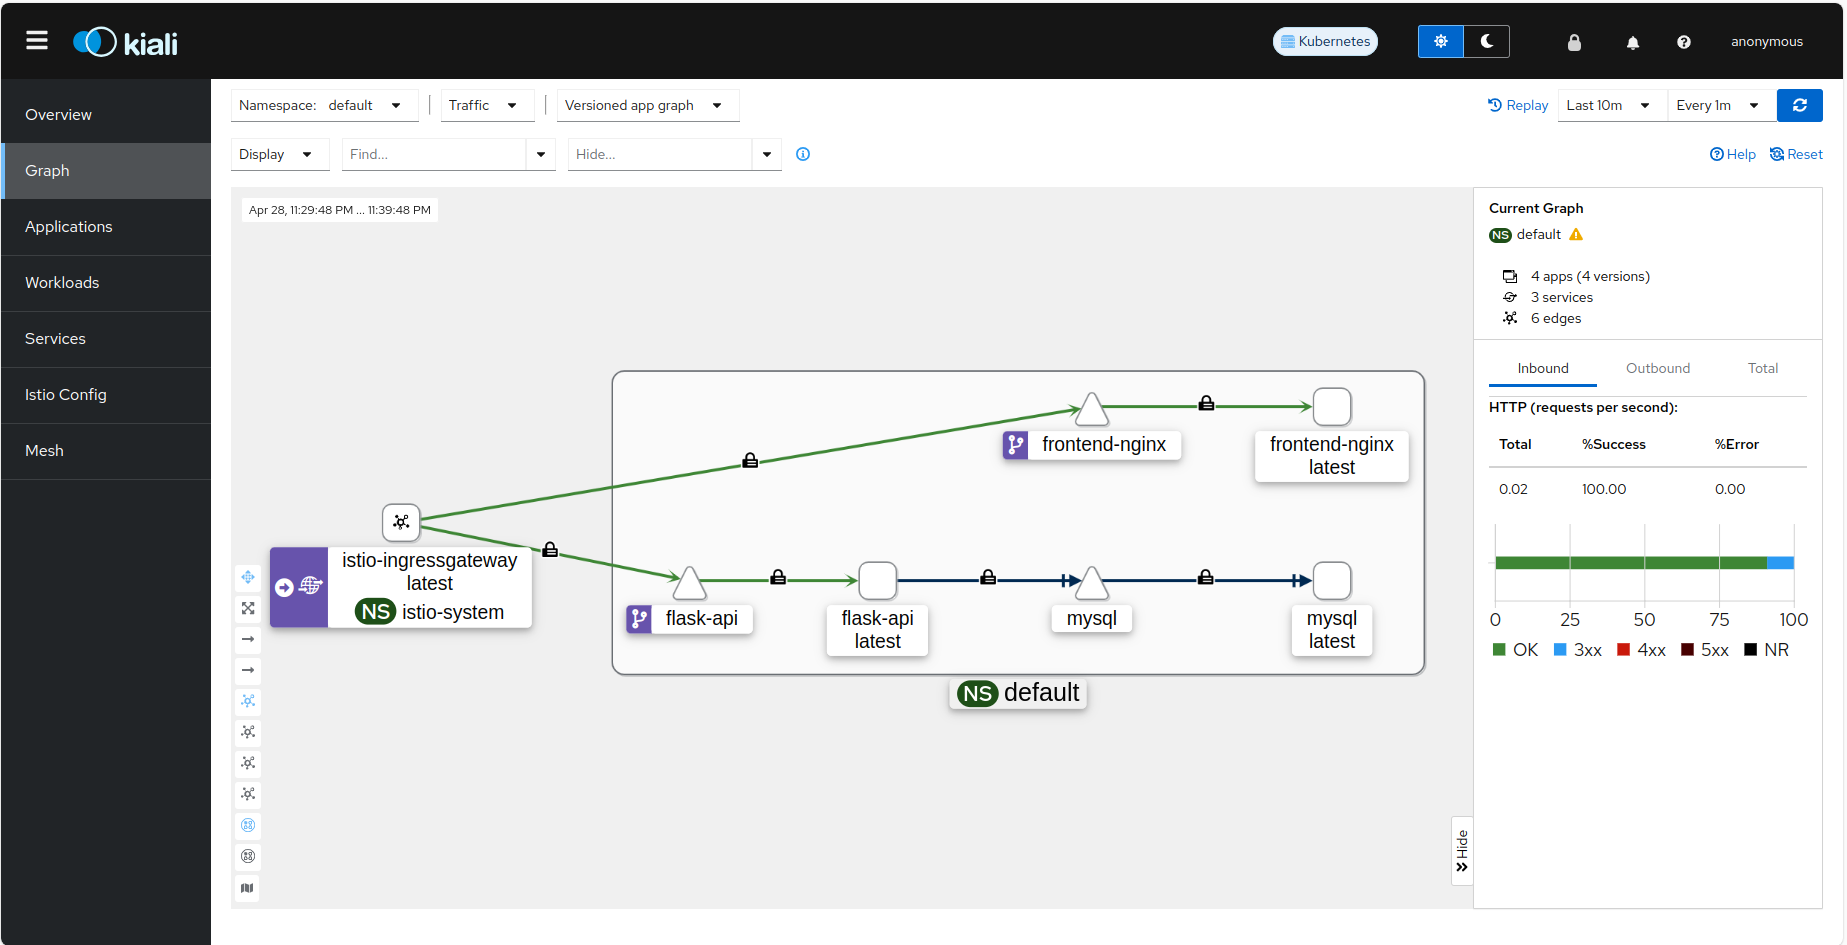 kiali
Kubernetes
anonymous
Overview
Graph
Applications
Workloads
Services
Istio Config
Mesh
Namespace: default
Traffic
Versioned app graph
Replay
Last 10m
Every 1m
Display
Find...
Hide...
Help
Reset
Apr 28, 11:29:48 PM ... 11:39:48 PM
frontend-nginx
frontend-nginx
latest
istio-ingressgateway
latest
NS istio-system
flask-api
flask-api
latest
mysql
mysql
latest
NS default
Hide
Current Graph
NS default
4 apps (4 versions)
3 services
6 edges
Inbound
Outbound
Total
HTTP (requests per second):
Total %Success %Error
0.02 100.00 0.00
0 25 50 75 100
OK 3xx 4xx 5xx NR